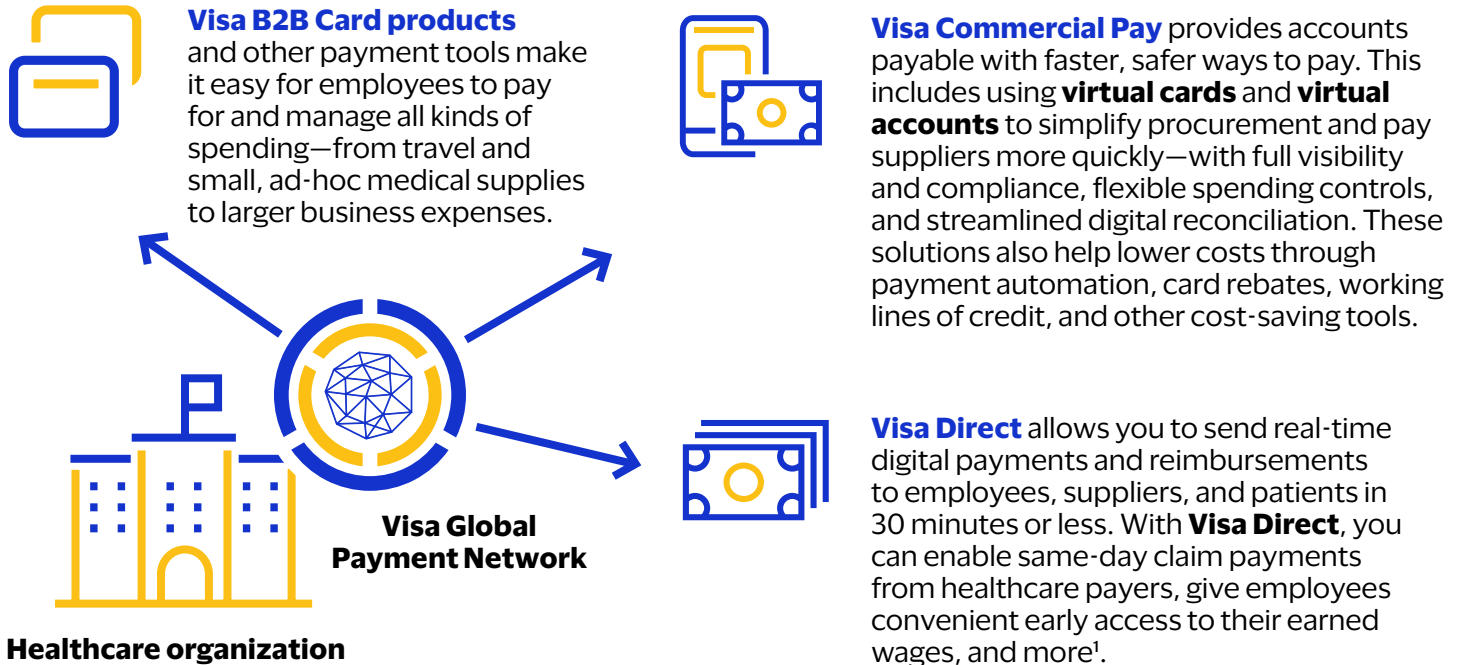 Visa B2B Card products
and other payment tools make
it easy for employees to pay
for and manage all kinds of
spending—from travel and
small, ad-hoc medical supplies
to larger business expenses.
Visa Commercial Pay provides accounts
payable with faster, safer ways to pay. This
includes using virtual cards and virtual
accounts to simplify procurement and pay
suppliers more quickly—with full visibility
and compliance, flexible spending controls,
and streamlined digital reconciliation. These
solutions also help lower costs through
payment automation, card rebates, working
lines of credit, and other cost-saving tools.
Visa Global
Payment Network
Healthcare organization
Visa Direct allows you to send real-time
digital payments and reimbursements
to employees, suppliers, and patients in
30 minutes or less. With Visa Direct, you
can enable same-day claim payments
from healthcare payers, give employees
convenient early access to their earned
wages, and more¹.